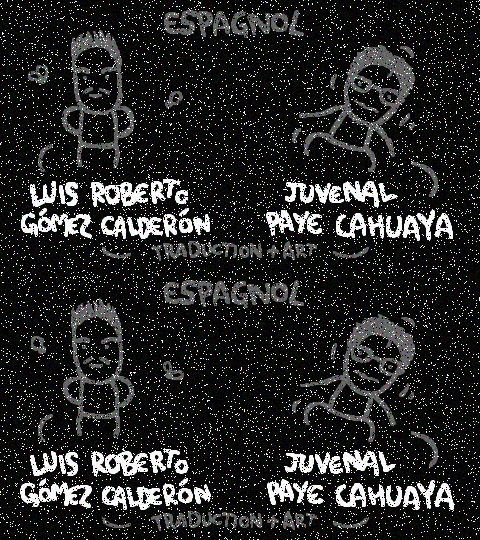 ESPAGNOL
LUIS ROBERTO
GÓMEZ CALDERÓN
JUVENAL
PAYE CAHUAYA
TRADUCTION + ART
ESPAGNOL
LUIS ROBERTO
GÓMEZ CALDERÓN
JUVENAL
PAYE CAHUAYA
TRADUCTION + ART